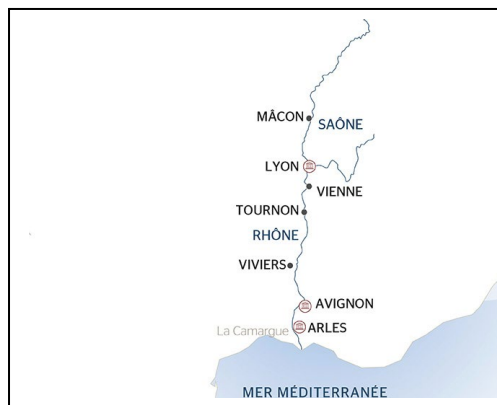 MÂCON
SAÔNE
LYON
VIENNE
TOURNON
RHÔNE
VIVIERS
AVIGNON
La Camargue
ARLES
MER MÉDITERRANÉE